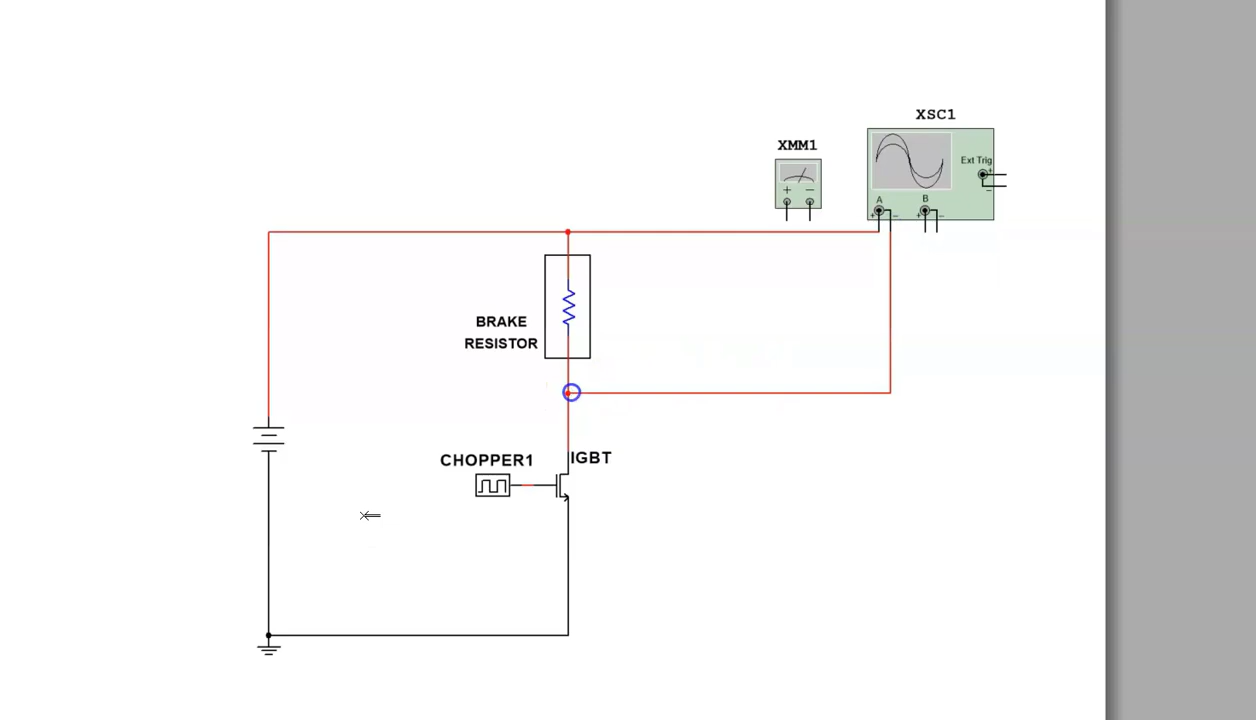 XSC1
XMM1
Ext Trig
+
-
+ -
A B
+ - + -
BRAKE
RESISTOR
CHOPPER1
IGBT